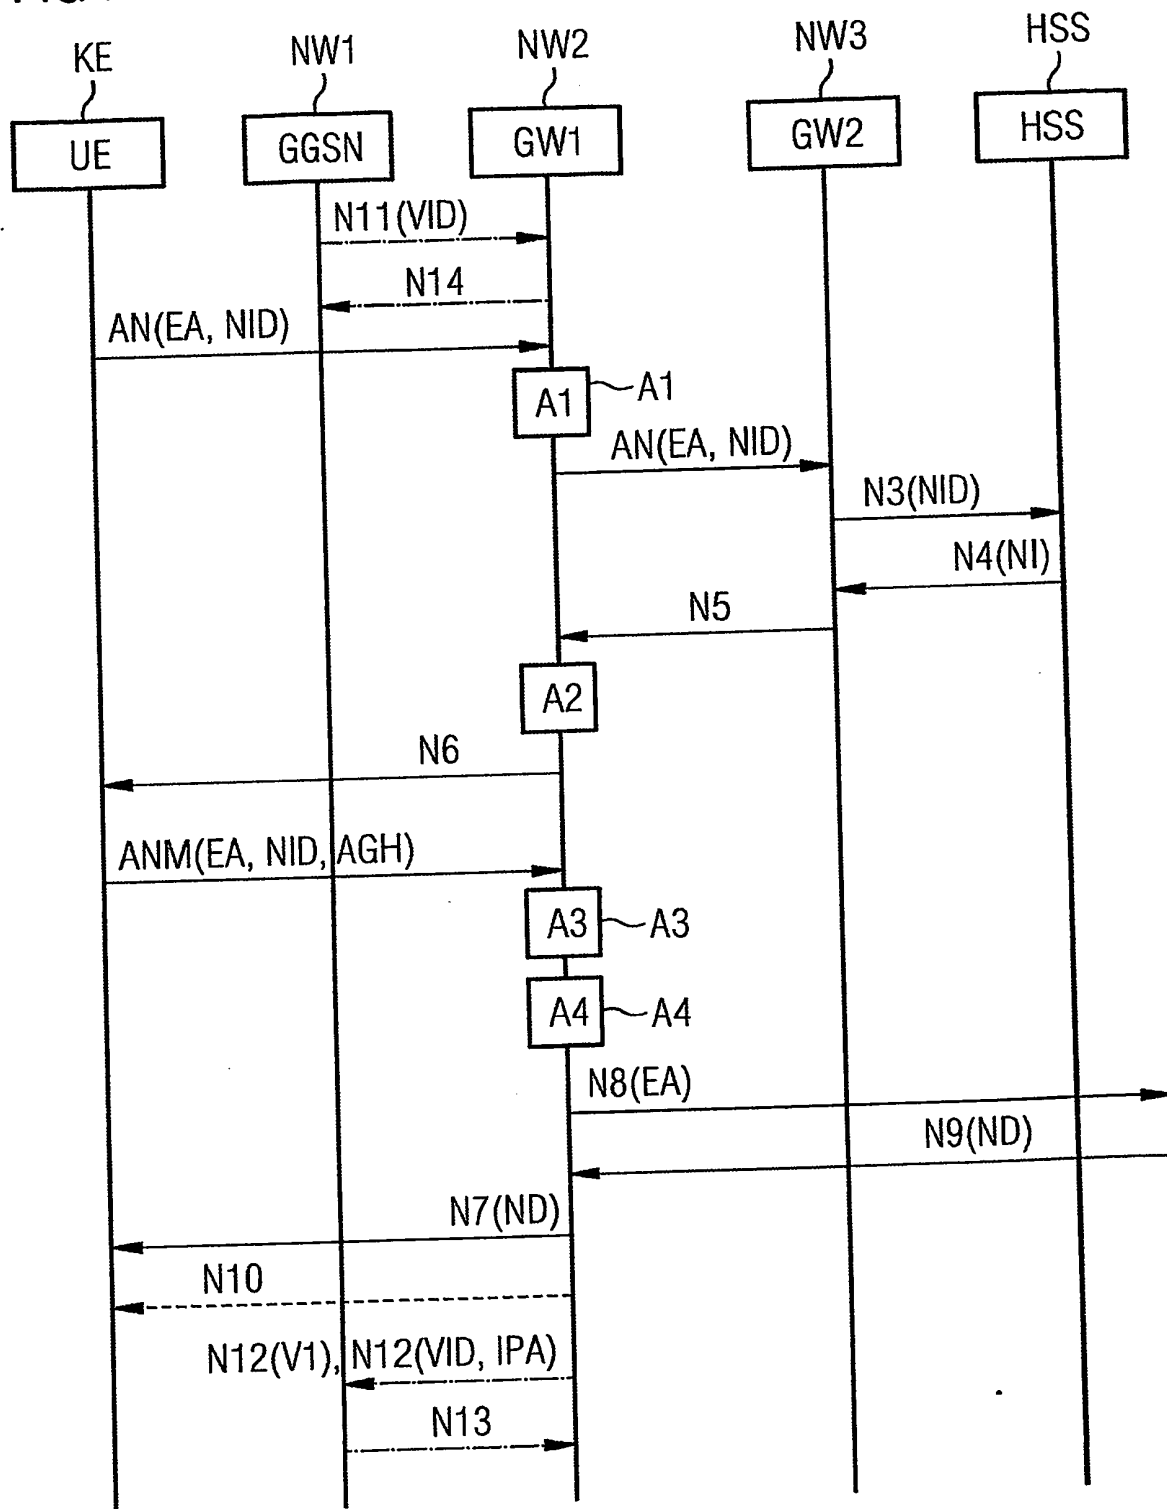 KE NW1 NW2 NW3 HSS
UE GGSN GW1 GW2 HSS
N11(VID)
N14
AN(EA, NID)
A1 A1
AN(EA, NID)
N3(NID)
N4(NI)
N5
A2
N6
ANM(EA, NID, AGH)
A3 A3
A4 A4
N8(EA)
N9(ND)
N7(ND)
N10
N12(V1), N12(VID, IPA)
N13